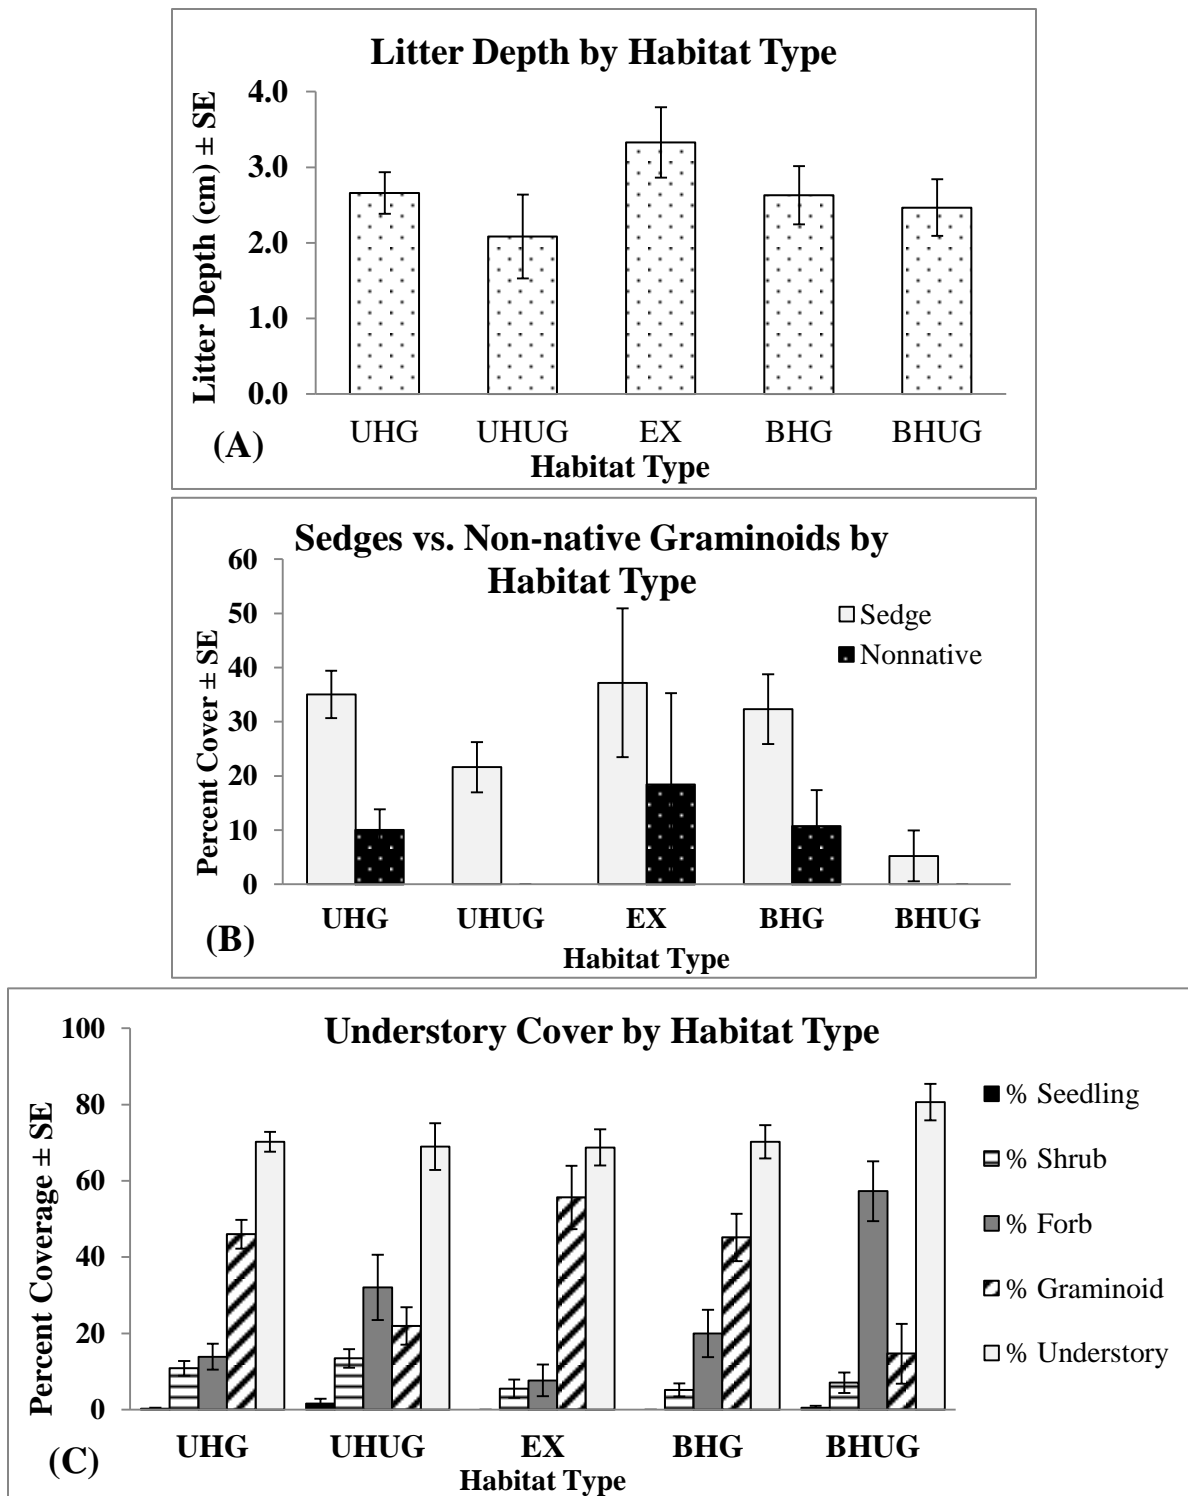 Litter Depth by Habitat Type
Litter Depth (cm) ± SE
4.0
3.0
2.0
1.0
0.0
UHG UHUG EX BHG BHUG
(A)
Habitat Type
Sedges vs. Non-native Graminoids by
Habitat Type
Percent Cover ± SE
60
50
40
30
20
10
0
Sedge
Nonnative
UHG UHUG EX BHG BHUG
(B)
Habitat Type
Understory Cover by Habitat Type
Percent Coverage ± SE
100
80
60
40
20
0
% Seedling
% Shrub
% Forb
% Graminoid
% Understory
UHG UHUG EX BHG BHUG
(C)
Habitat Type